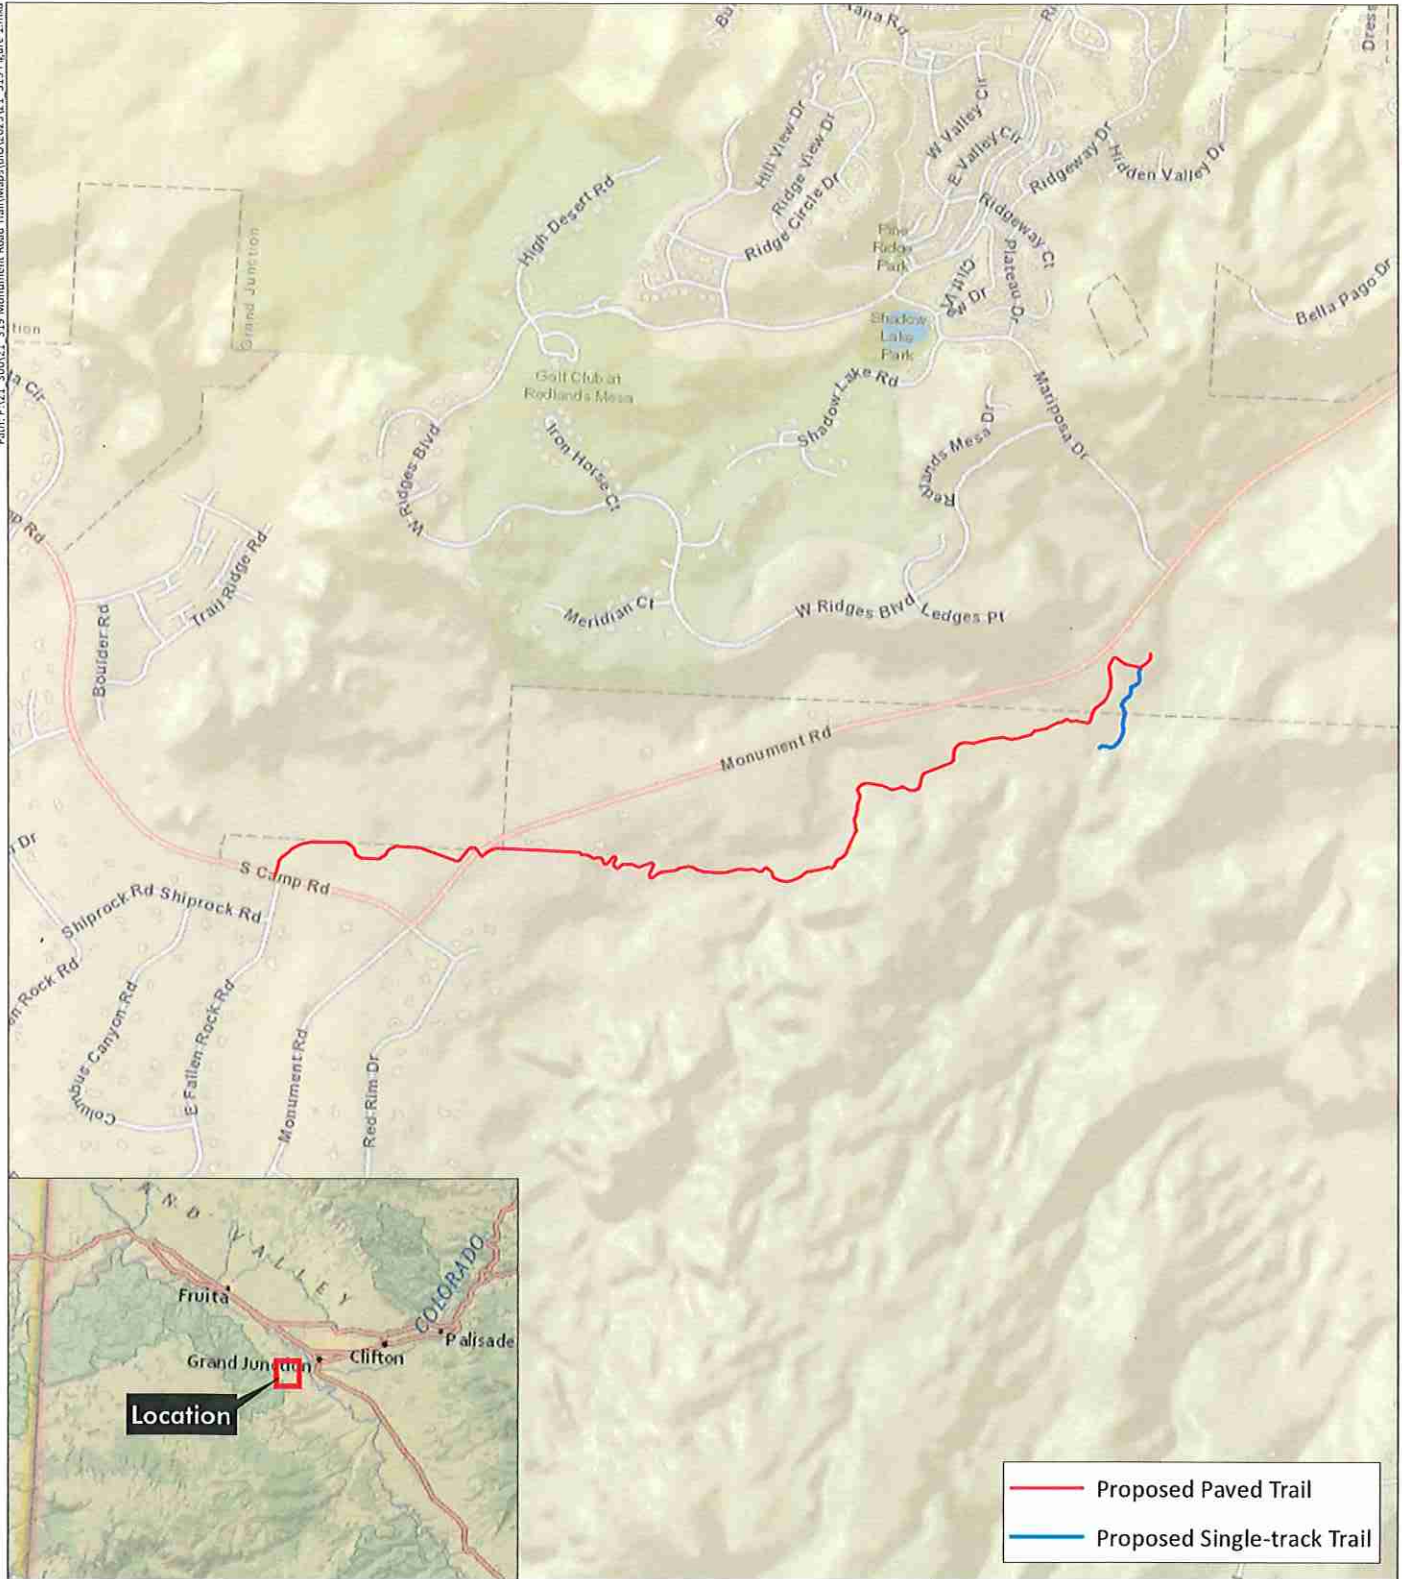 Rana Rd
Hill View Dr
Ridge View Dr
Ridge Circle Dr
W Valley Cir
E Valley Cir
Ridgeway Dr
Hidden Valley Dr
Ridgeway Ct
Plateau Dr
Pine
Ridge
Park
High Desert Rd
Grand Junction
Bella Pago Dr
Shadow
Lake
Park
Golf Club at
Redlands Mesa
Shadow Lake Rd
Mariposa Dr
Redlands Mesa Dr
Iron Horse Ct
W Ridges Blvd
Trail Ridge Rd
Boulder Rd
Meridian Ct
W Ridges Blvd
Ledges Pt
Monument Rd
S Camp Rd
Shiprock Rd
Shiprock Rd
Columbus Canyon Rd
E Fallen Rock Rd
Monument Rd
Red Rim Dr
VALLEY
COLORADO
Fruita
Palisade
Clifton
Grand Junction
Location
Proposed Paved Trail
Proposed Single-track Trail